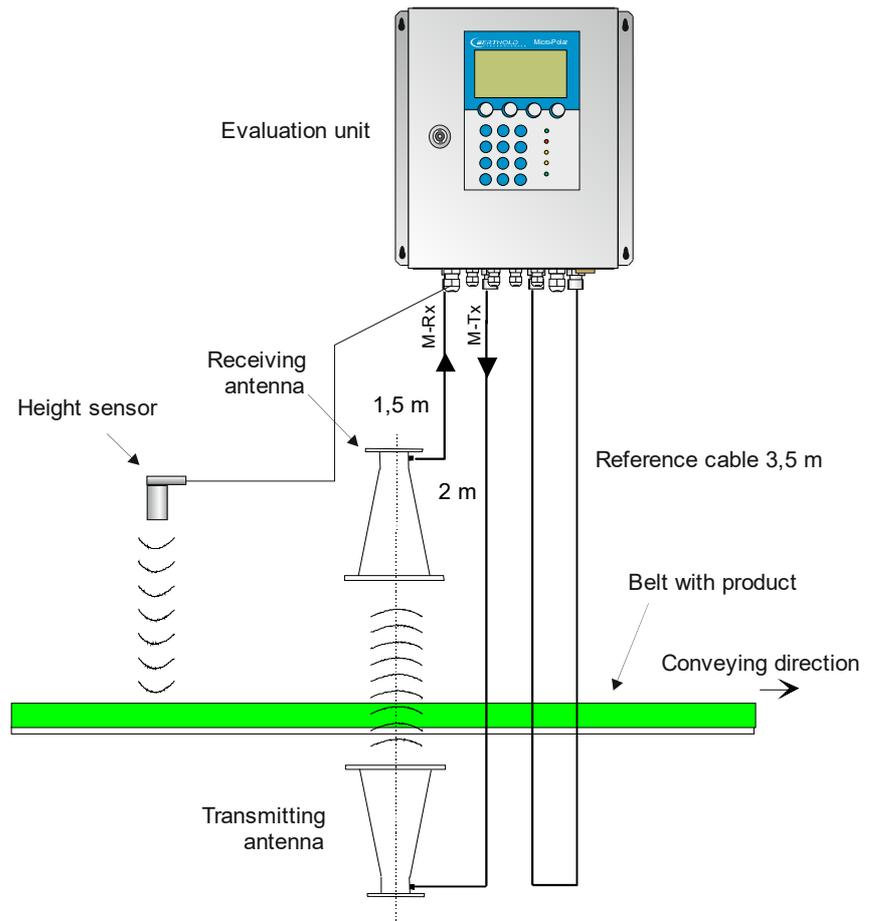 BERTHOLD
Micro-Polar
Evaluation unit
M-Rx
M-Tx
Receiving
antenna
1,5 m
Height sensor
Reference cable 3,5 m
2 m
Belt with product
Conveying direction
Transmitting
antenna